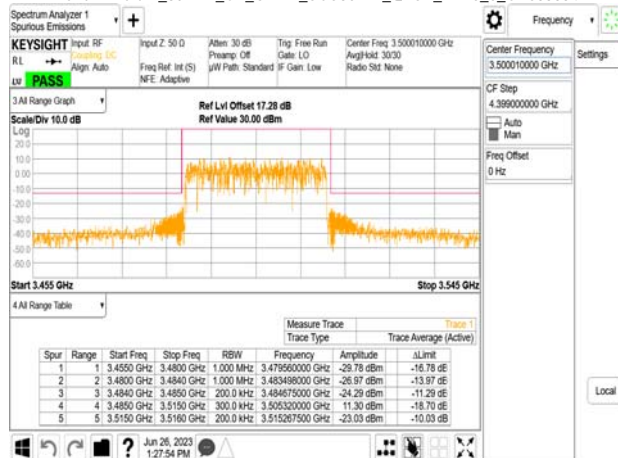 Spectrum Analyzer 1
Spurious Emissions
Frequency
KEYSIGHT Input: RF Input Z: 50 Ω Atten: 30 dB Trig: Free Run Center Freq: 3.500010000 GHz
RL Coupling: DC Preamp: Off Gate: LO Avg|Hold: 30/30
Align: Auto Freq Ref: Int (S) µW Path: Standard IF Gain: Low Radio Std: None
PASS NFE: Adaptive
Center Frequency
3.500010000 GHz
Settings
CF Step
4.399000000 GHz
Auto
Man
Freq Offset
0 Hz
3 All Range Graph
Ref Lvl Offset 17.28 dB
Scale/Div 10.0 dB Ref Value 30.00 dBm
Log
20.0
10.0
0.00
-10.0
-20.0
-30.0
-40.0
-50.0
-60.0
Start 3.455 GHz Stop 3.545 GHz
4 All Range Table
Measure Trace Trace 1
Trace Type Trace Average (Active)
Spur Range Start Freq Stop Freq RBW Frequency Amplitude ΔLimit
1 1 3.4550 GHz 3.4800 GHz 1.000 MHz 3.479560000 GHz -29.78 dBm -16.78 dB
2 2 3.4800 GHz 3.4840 GHz 1.000 MHz 3.483498000 GHz -26.97 dBm -13.97 dB
3 3 3.4840 GHz 3.4850 GHz 200.0 kHz 3.484675000 GHz -24.29 dBm -11.29 dB
4 4 3.4850 GHz 3.5150 GHz 300.0 kHz 3.505320000 GHz 11.30 dBm -18.70 dB
5 5 3.5150 GHz 3.5160 GHz 200.0 kHz 3.515267500 GHz -23.03 dBm -10.03 dB
Local
Jun 26, 2023
1:27:54 PM